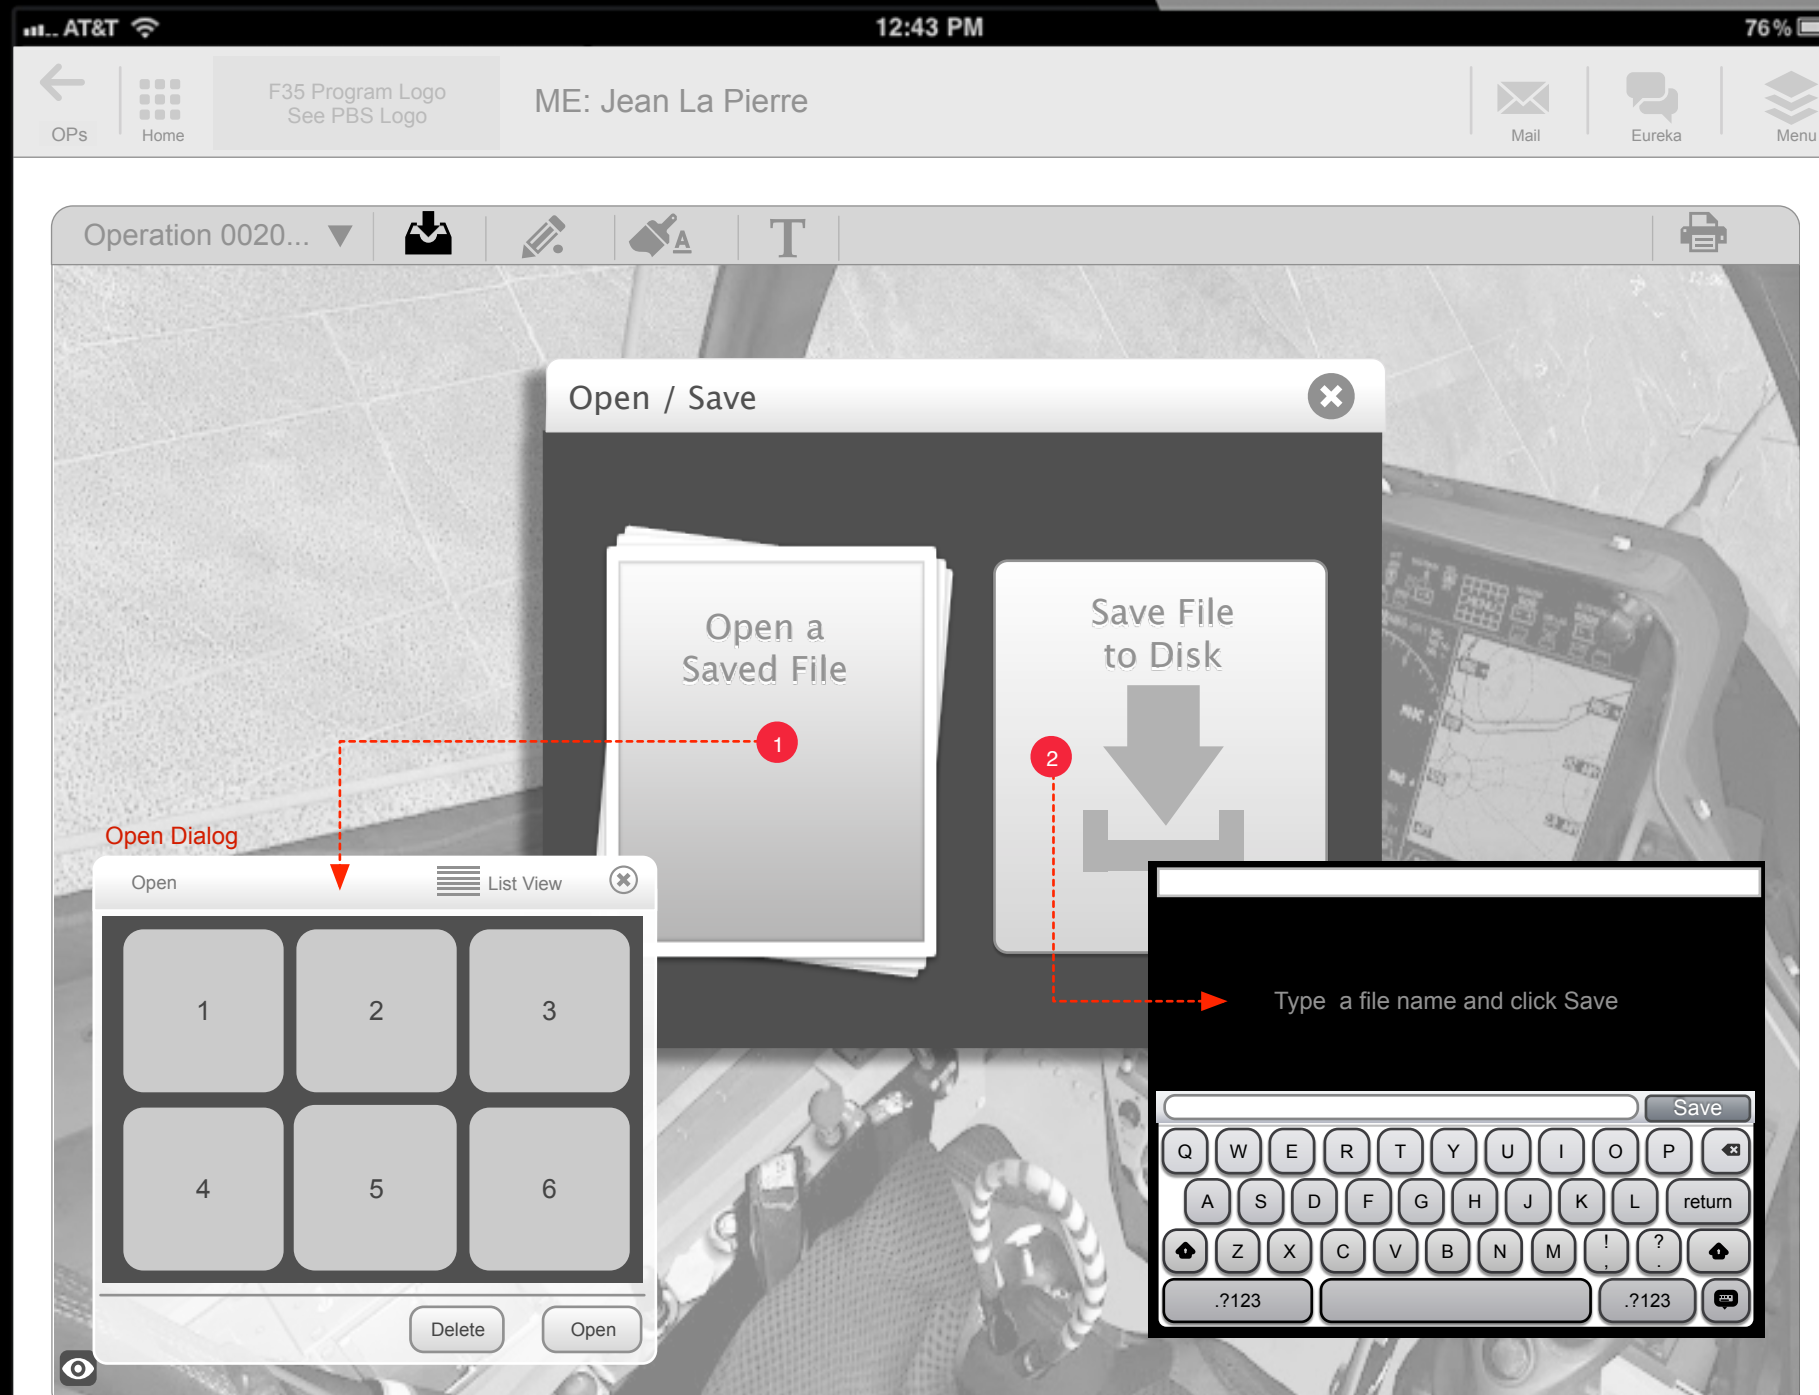 AT&T
12:43 PM
76%
OPs
Home
F35 Program Logo
See PBS Logo
ME: Jean La Pierre
Mail
Eureka
Menu
Operation 0020...
A
T
Open / Save
Open a
Saved File
1
Save File
to Disk
2
Open Dialog
Open
List View
1
2
3
4
5
6
Delete
Open
Type  a file name and click Save
Save
Q W E R T Y U I O P
A S D F G H J K L return
Z X C V B N M ! , ? .
.?123
.?123